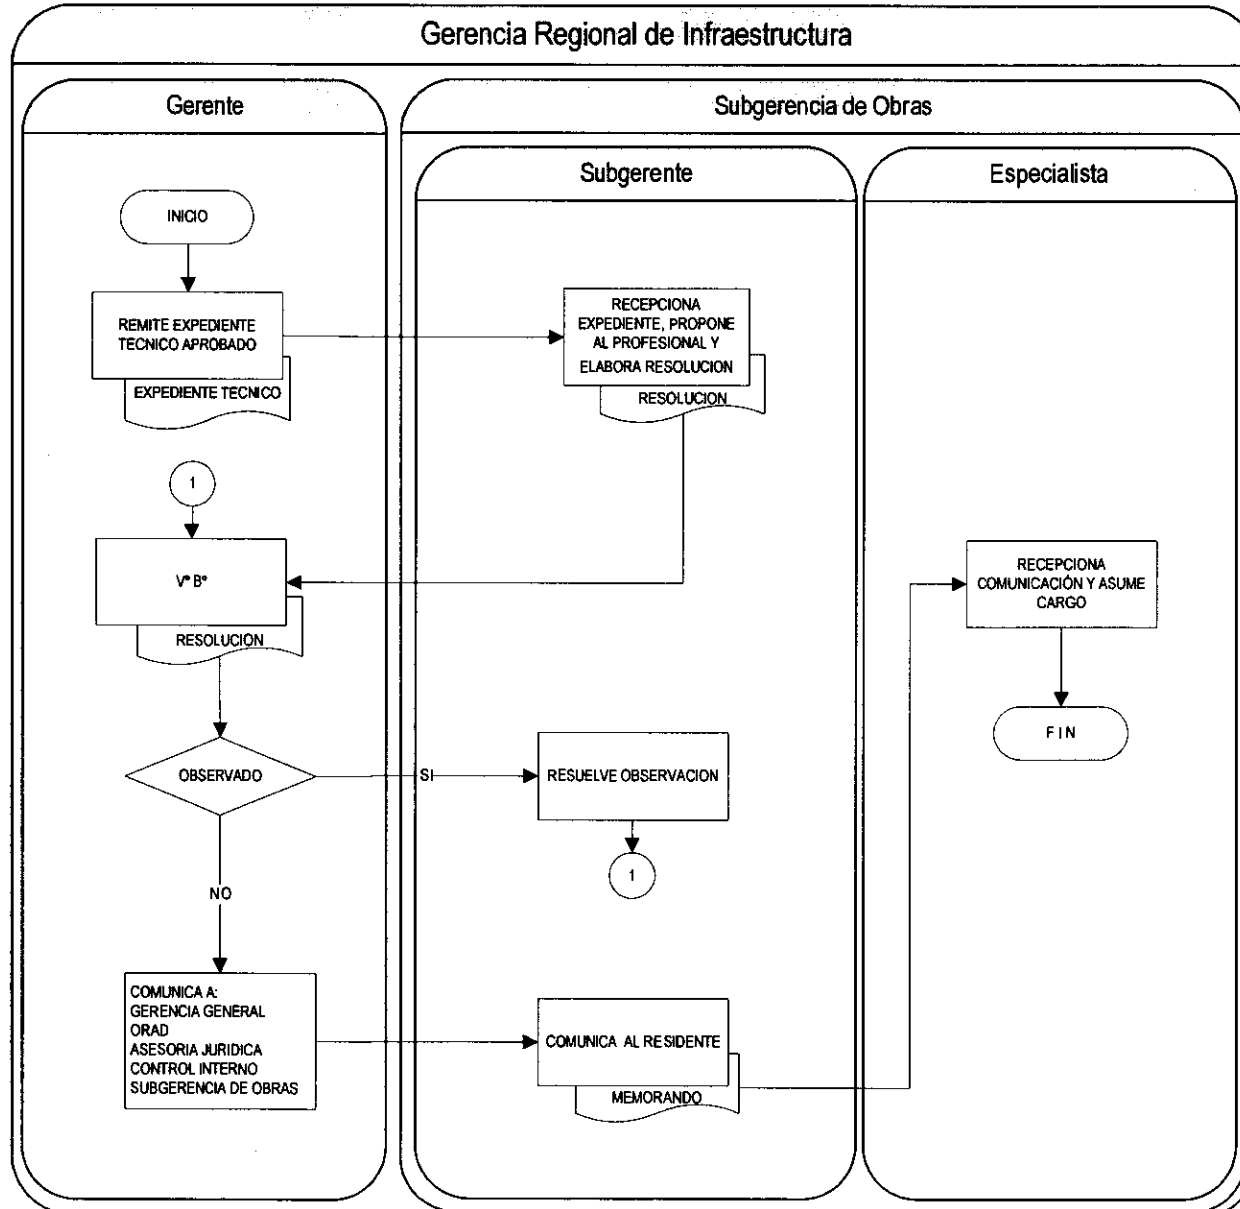 Gerencia Regional de Infraestructura
Gerente
Subgerencia de Obras
Subgerente
Especialista
INICIO
REMITE EXPEDIENTE
TECNICO APROBADO
EXPEDIENTE TECNICO
RECEPCIONA
EXPEDIENTE, PROPONE
AL PROFESIONAL Y
ELABORA RESOLUCION
RESOLUCION
1
V° B°
RESOLUCION
RECEPCIONA
COMUNICACIÓN Y ASUME
CARGO
FIN
OBSERVADO
SI
RESUELVE OBSERVACION
1
NO
COMUNICA A:
GERENCIA GENERAL
ORAD
ASESORIA JURIDICA
CONTROL INTERNO
SUBGERENCIA DE OBRAS
COMUNICA AL RESIDENTE
MEMORANDO